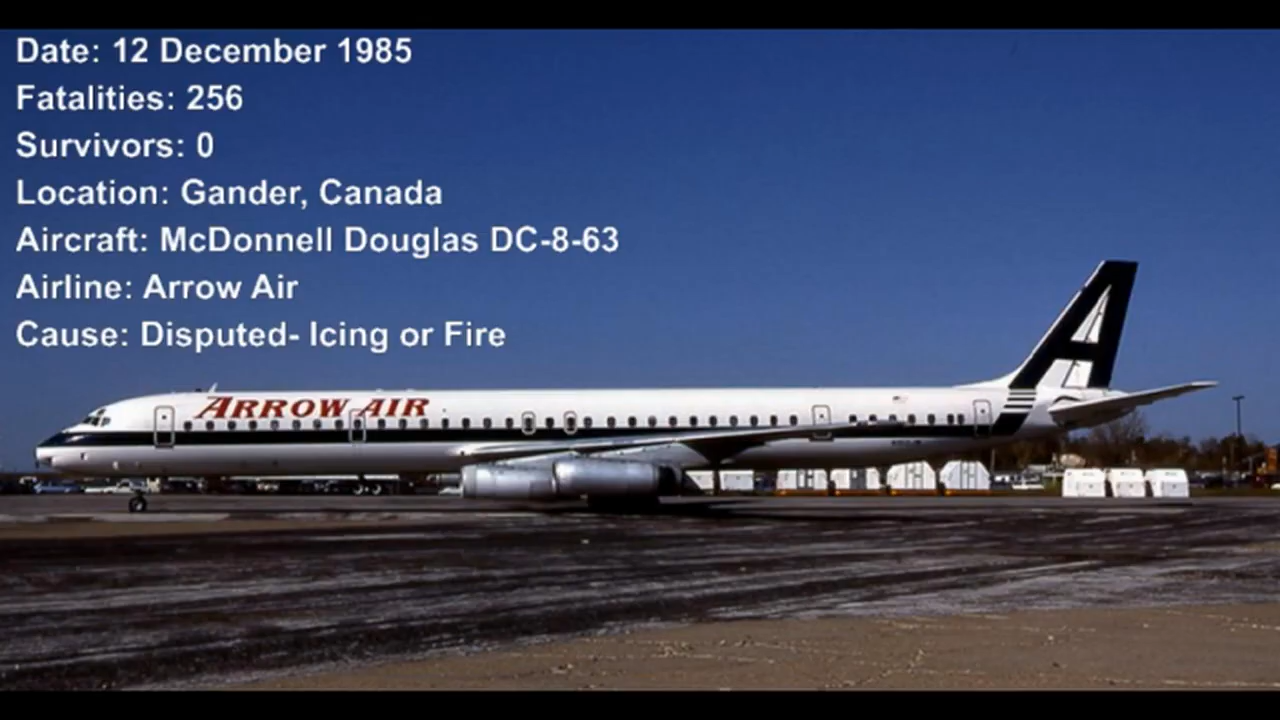 Date: 12 December 1985
Fatalities: 256
Survivors: 0
Location: Gander, Canada
Aircraft: McDonnell Douglas DC-8-63
Airline: Arrow Air
Cause: Disputed- Icing or Fire
ARROW AIR
A